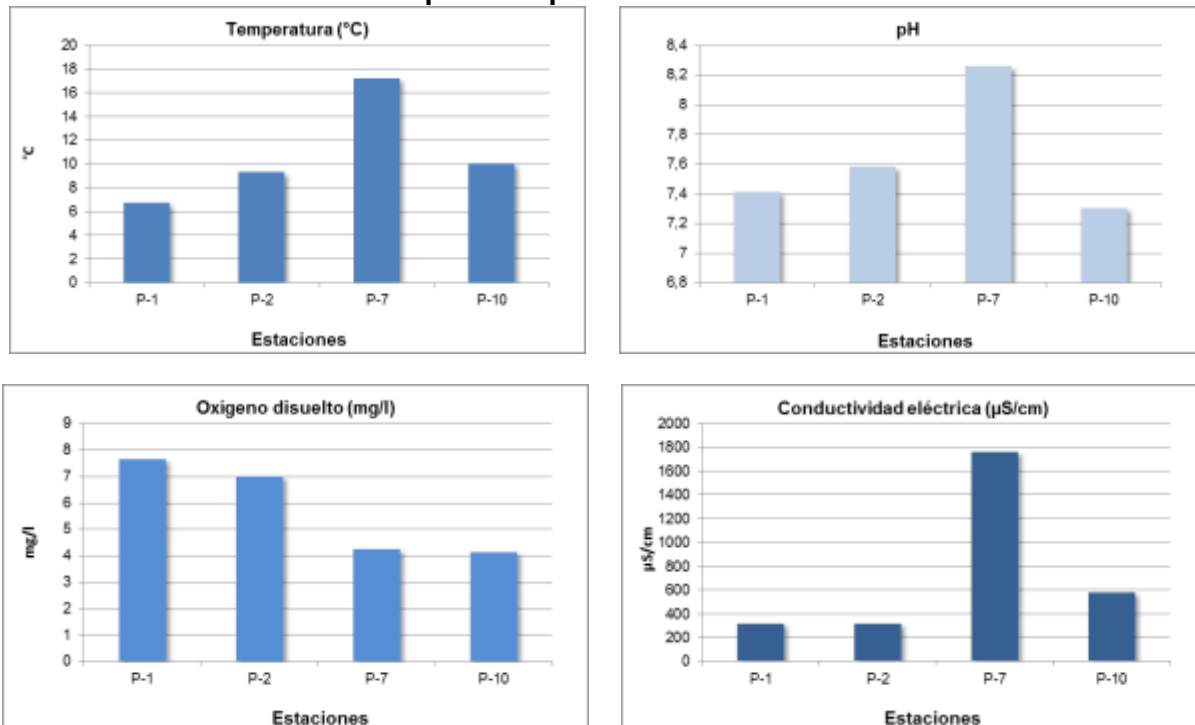 Temperatura (°C)
20
18
16
14
12
10
8
6
4
2
0
°C
P-1 P-2 P-7 P-10
Estaciones
pH
8,4
8,2
8
7,8
7,6
7,4
7,2
7
6,8
P-1 P-2 P-7 P-10
Estaciones
Oxigeno disuelto (mg/l)
9
8
7
6
5
4
3
2
1
0
mg/l
P-1 P-2 P-7 P-10
Estaciones
Conductividad eléctrica (µS/cm)
2000
1800
1600
1400
1200
1000
800
600
400
200
0
µS/cm
P-1 P-2 P-7 P-10
Estaciones